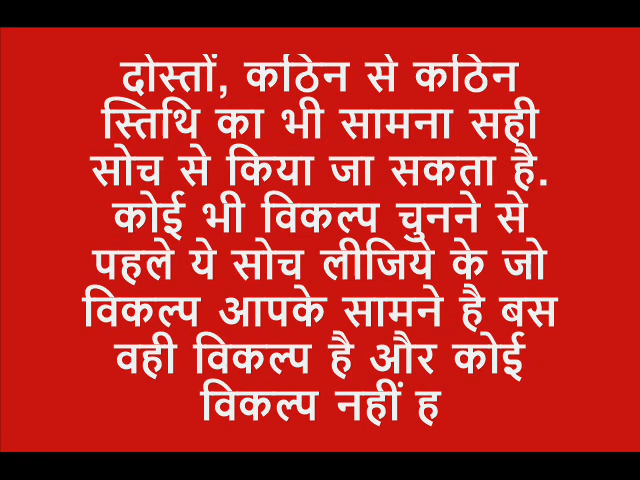 दोस्तों, कठिन से कठिन
स्तिथि का भी सामना सही
सोच से किया जा सकता है.
कोई भी विकल्प चुनने से
पहले ये सोच लीजिये के जो
विकल्प आपके सामने है बस
वही विकल्प है और कोई
विकल्प नहीं ह